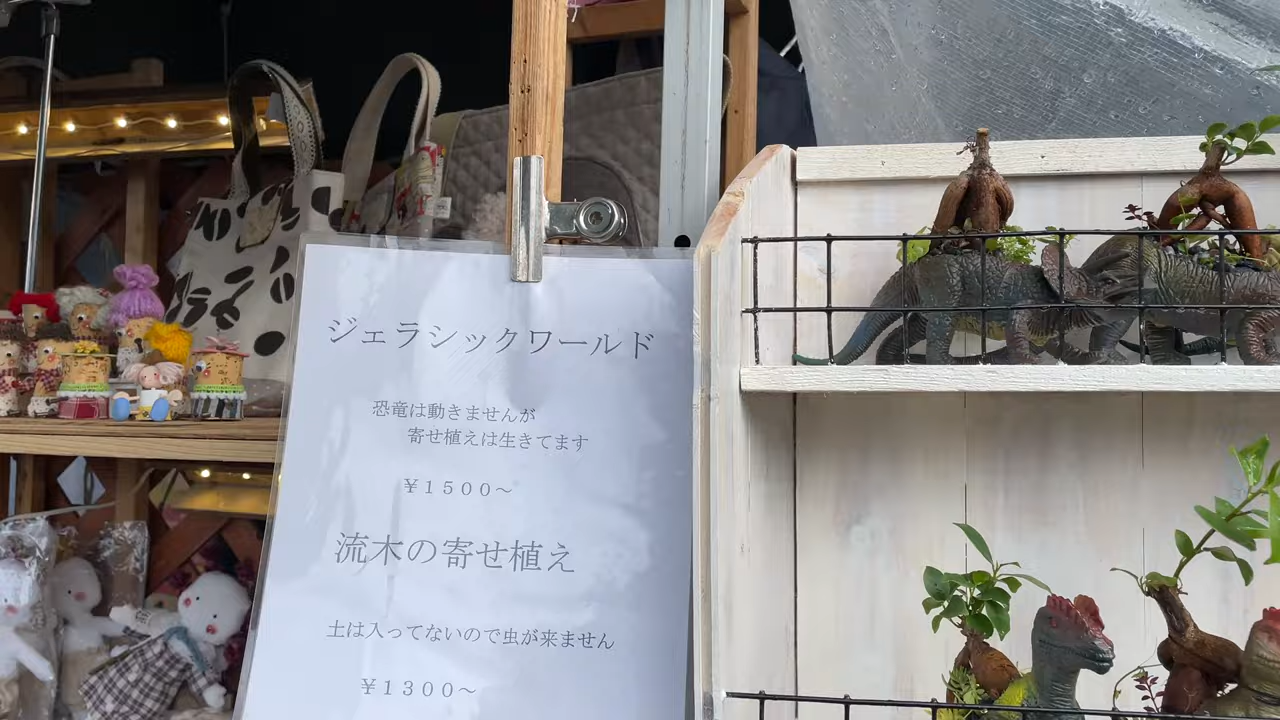 ジェラシックワールド
恐竜は動きませんが
寄せ植えは生きてます
￥１５００～
流木の寄せ植え
土は入ってないので虫が来ません
￥１３００～